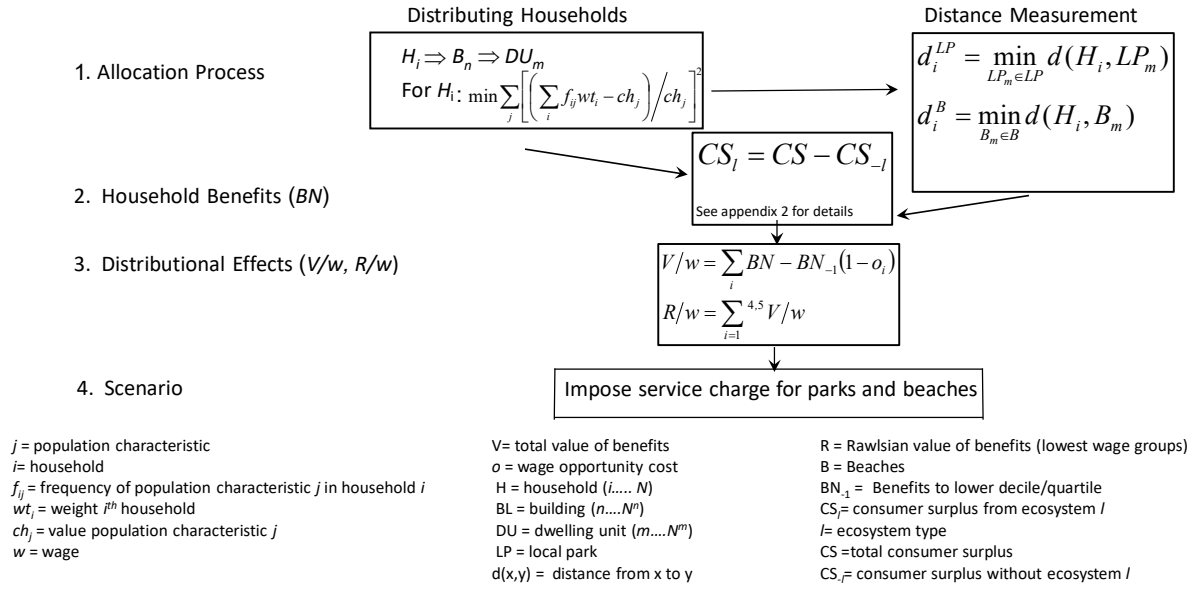 Distributing Households
Distance Measurement
1. Allocation Process
H_i ⇒ B_n ⇒ DU_m
For H_i: min ∑_j [(∑_i f_ij wt_i − ch_j) / ch_j]^2
d_i^LP = min_{LP_m∈LP} d(H_i, LP_m)
d_i^B = min_{B_m∈B} d(H_i, B_m)
2. Household Benefits (BN)
CS_l = CS − CS_-l
See appendix 2 for details
3. Distributional Effects (V/w, R/w)
V/w = ∑_i BN − BN_-1(1 − o_i)
R/w = ∑_{i=1}^{4,5} V/w
4. Scenario
Impose service charge for parks and beaches
j = population characteristic
i= household
f_ij = frequency of population characteristic j in household i
wt_i = weight i^th household
ch_j = value population characteristic j
w = wage
V= total value of benefits
o = wage opportunity cost
H = household (i..... N)
BL = building (n....N^n)
DU = dwelling unit (m....N^m)
LP = local park
d(x,y) = distance from x to y
R = Rawlsian value of benefits (lowest wage groups)
B = Beaches
BN_-1 = Benefits to lower decile/quartile
CS_l= consumer surplus from ecosystem l
l= ecosystem type
CS =total consumer surplus
CS_-l= consumer surplus without ecosystem l